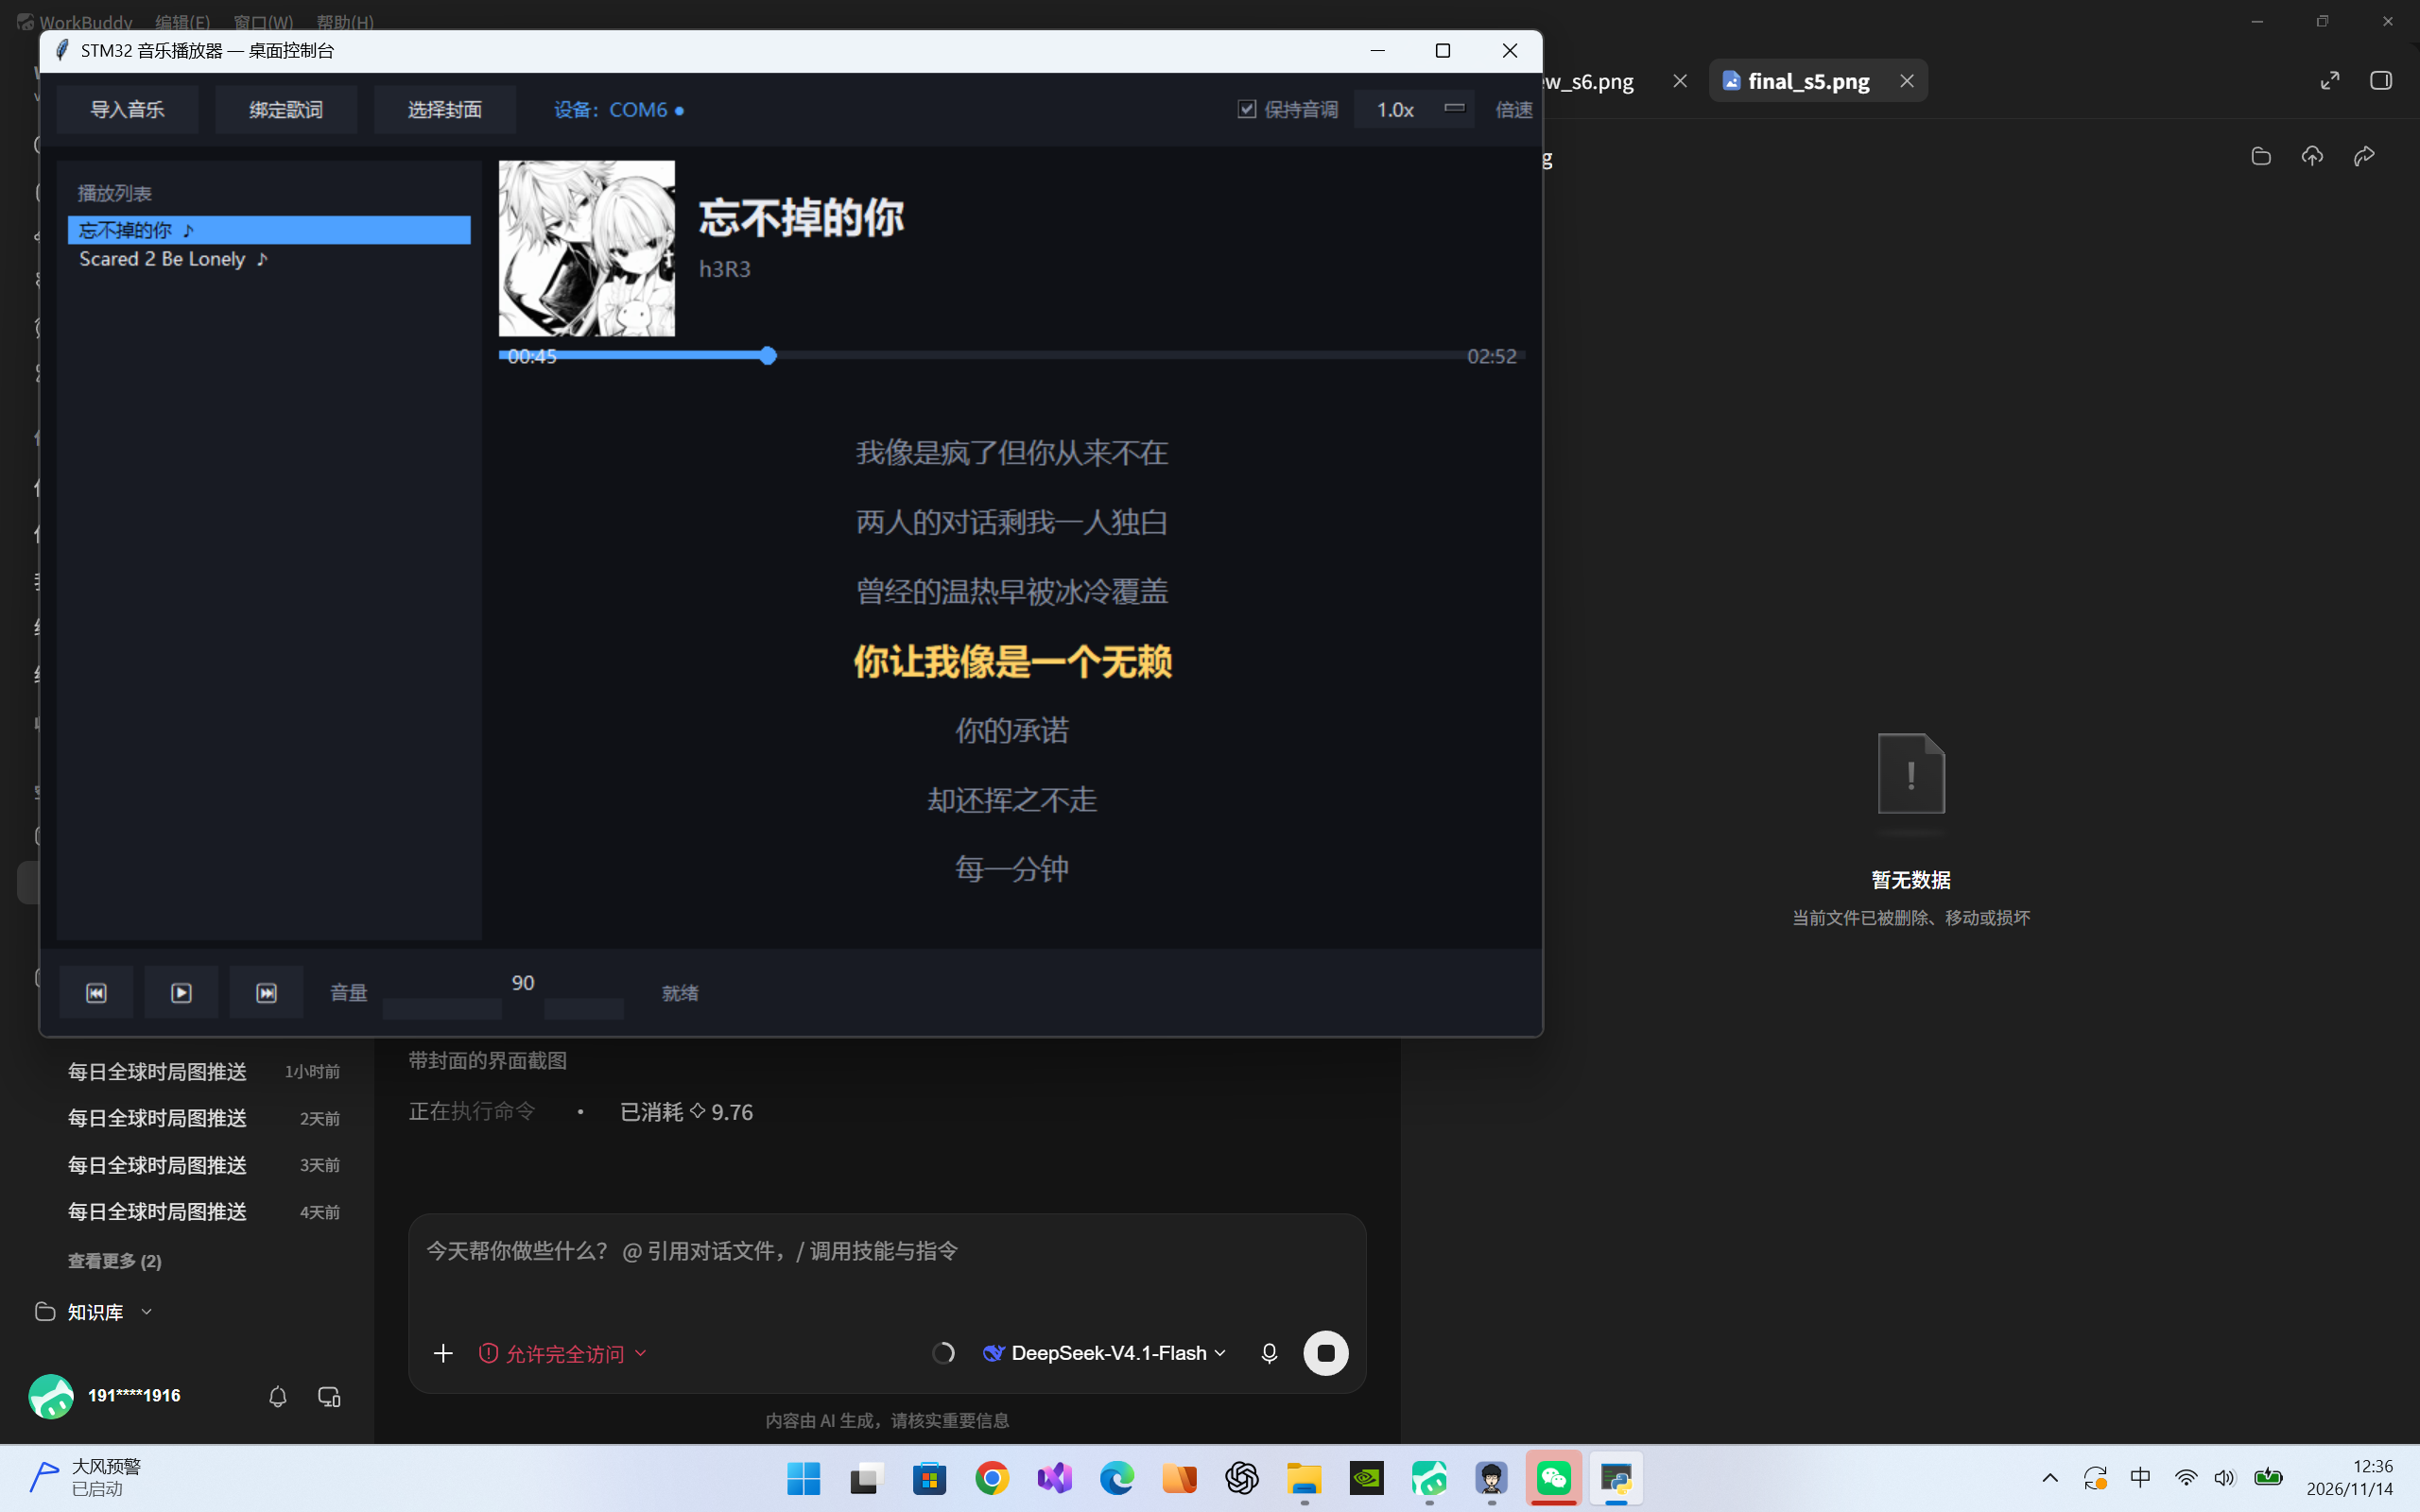 WorkBuddy 编辑(E) 窗口(W) 帮助(H)
STM32 音乐播放器 — 桌面控制台
导入音乐 绑定歌词 选择封面 设备：COM6 ● 保持音调 1.0x 倍速
播放列表
忘不掉的你 ♪
Scared 2 Be Lonely ♪
忘不掉的你
h3R3
00:45 02:52
我像是疯了但你从来不在
两人的对话剩我一人独白
曾经的温热早被冰冷覆盖
你让我像是一个无赖
你的承诺
却还挥之不走
每一分钟
音量 90 就绪
ew_s6.png final_s5.png
g
暂无数据
当前文件已被删除、移动或损坏
每日全球时局图推送 1小时前
每日全球时局图推送 2天前
每日全球时局图推送 3天前
每日全球时局图推送 4天前
查看更多 (2)
知识库
191****1916
带封面的界面截图
正在执行命令 • 已消耗 9.76
今天帮你做些什么？ @ 引用对话文件，/ 调用技能与指令
允许完全访问 DeepSeek-V4.1-Flash
内容由 AI 生成，请核实重要信息
大风预警
已启动
中
12:36
2026/11/14